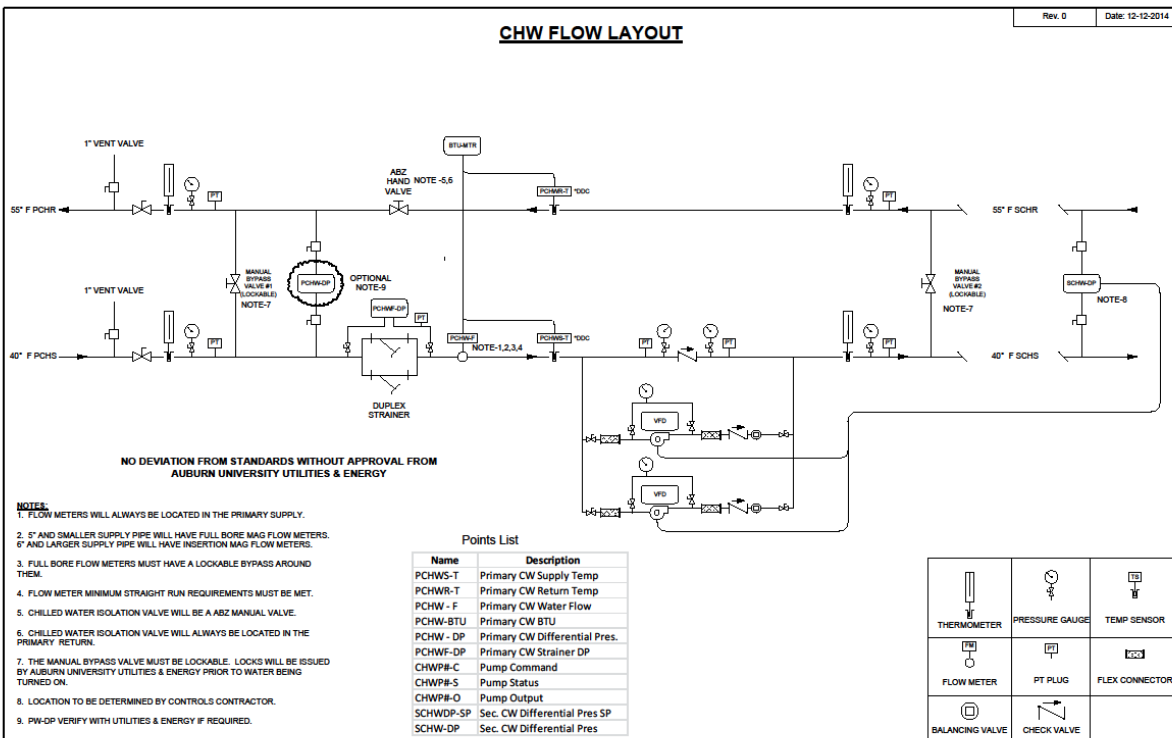 Rev. 0
Date: 12-12-2014
CHW FLOW LAYOUT
1" VENT VALVE
BTU-MTR
ABZ
HAND
VALVE
NOTE -5,6
PCHWR-T
*DDC
PT
PT
55° F PCHR
55° F SCHR
55° F SCHR
MANUAL
BYPASS
VALVE #1
(LOCKABLE)
NOTE-7
PCHW-DP
OPTIONAL
NOTE-9
MANUAL
BYPASS
VALVE #2
(LOCKABLE)
NOTE-7
SCHW-DP
NOTE-8
1" VENT VALVE
PCHWF-DP
PT
PT
PCHW-F
NOTE-1,2,3,4
PCHWS-T
*DDC
PT
PT
PT
40° F PCHS
40° F SCHS
DUPLEX
STRAINER
VFD
VFD
NO DEVIATION FROM STANDARDS WITHOUT APPROVAL FROM
AUBURN UNIVERSITY UTILITIES & ENERGY
NOTES:
1. FLOW METERS WILL ALWAYS BE LOCATED IN THE PRIMARY SUPPLY.
2. 5" AND SMALLER SUPPLY PIPE WILL HAVE FULL BORE MAG FLOW METERS.
6" AND LARGER SUPPLY PIPE WILL HAVE INSERTION MAG FLOW METERS.
3. FULL BORE FLOW METERS MUST HAVE A LOCKABLE BYPASS AROUND
THEM.
4. FLOW METER MINIMUM STRAIGHT RUN REQUIREMENTS MUST BE MET.
5. CHILLED WATER ISOLATION VALVE WILL BE A ABZ MANUAL VALVE.
6. CHILLED WATER ISOLATION VALVE WILL ALWAYS BE LOCATED IN THE
PRIMARY RETURN.
7. THE MANUAL BYPASS VALVE MUST BE LOCKABLE. LOCKS WILL BE ISSUED
BY AUBURN UNIVERSITY UTILITIES & ENERGY PRIOR TO WATER BEING
TURNED ON.
8. LOCATION TO BE DETERMINED BY CONTROLS CONTRACTOR.
9. PW-DP VERIFY WITH UTILITIES & ENERGY IF REQUIRED.
Points List
Name Description
PCHWS-T Primary CW Supply Temp
PCHWR-T Primary CW Return Temp
PCHW - F Primary CW Water Flow
PCHW-BTU Primary CW BTU
PCHW - DP Primary CW Differential Pres.
PCHWF-DP Primary CW Strainer DP
CHWP#-C Pump Command
CHWP#-S Pump Status
CHWP#-O Pump Output
SCHWDP-SP Sec. CW Differential Pres SP
SCHW-DP Sec. CW Differential Pres
THERMOMETER
PRESSURE GAUGE
TS
TEMP SENSOR
FM
FLOW METER
PT
PT PLUG
FLEX CONNECTOR
BALANCING VALVE
CHECK VALVE